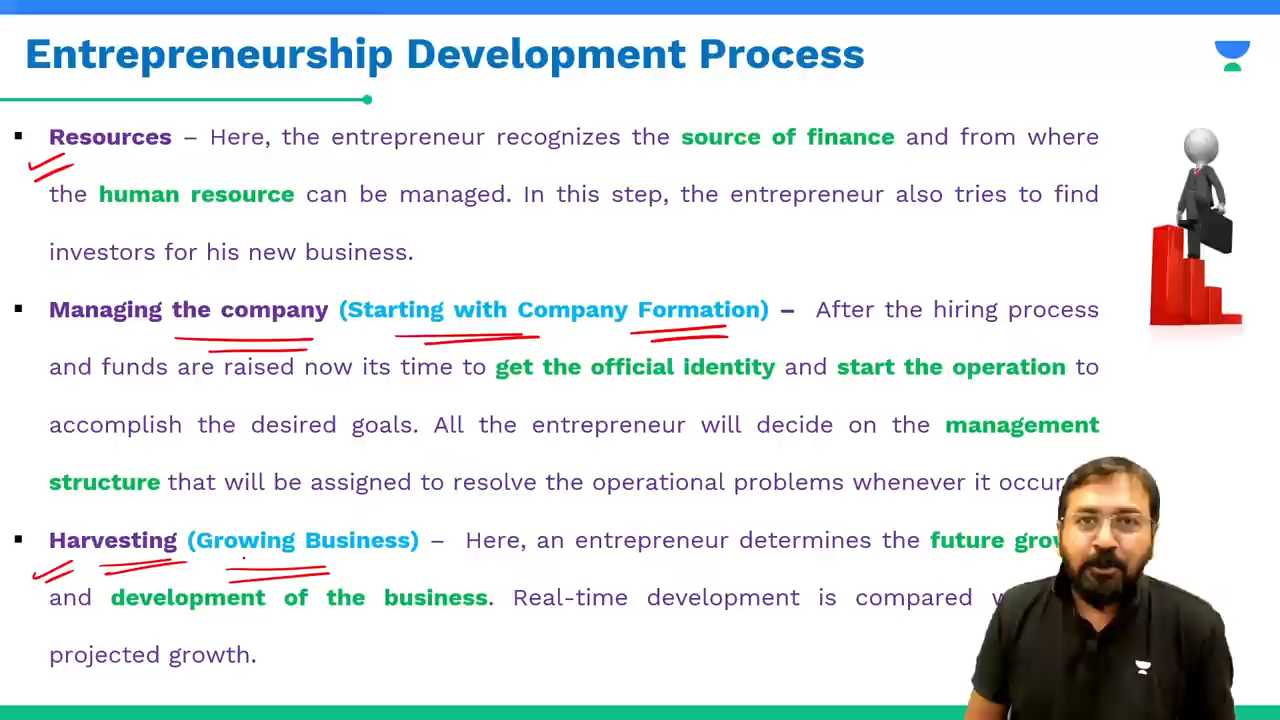 Entrepreneurship Development Process
▪ Resources – Here, the entrepreneur recognizes the source of finance and from where
the human resource can be managed. In this step, the entrepreneur also tries to find
investors for his new business.
▪ Managing the company (Starting with Company Formation) – After the hiring process
and funds are raised now its time to get the official identity and start the operation to
accomplish the desired goals. All the entrepreneur will decide on the management
structure that will be assigned to resolve the operational problems whenever it occur
▪ Harvesting (Growing Business) – Here, an entrepreneur determines the future
and development of the business. Real-time development is compared
projected growth.